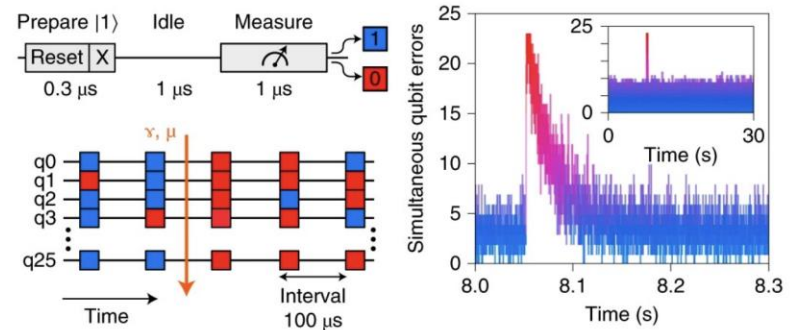 Prepare |1⟩ Idle Measure
Reset X
1
0
0.3 μs 1 μs 1 μs
γ, μ
q0
q1
q2
q3
q25
Time
Interval
100 μs
Simultaneous qubit errors
25
20
15
10
5
0
8.0 8.1 8.2 8.3
Time (s)
25
0
0 30
Time (s)